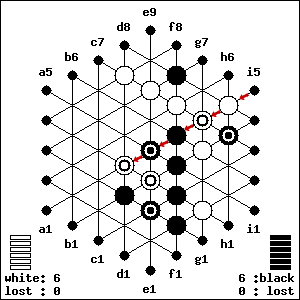 e9
d8 f8
c7 g7
b6 h6
a5 i5
a1 i1
b1 h1
c1 g1
d1 f1
e1
white: 6 6 :black
lost : 0 0 : lost